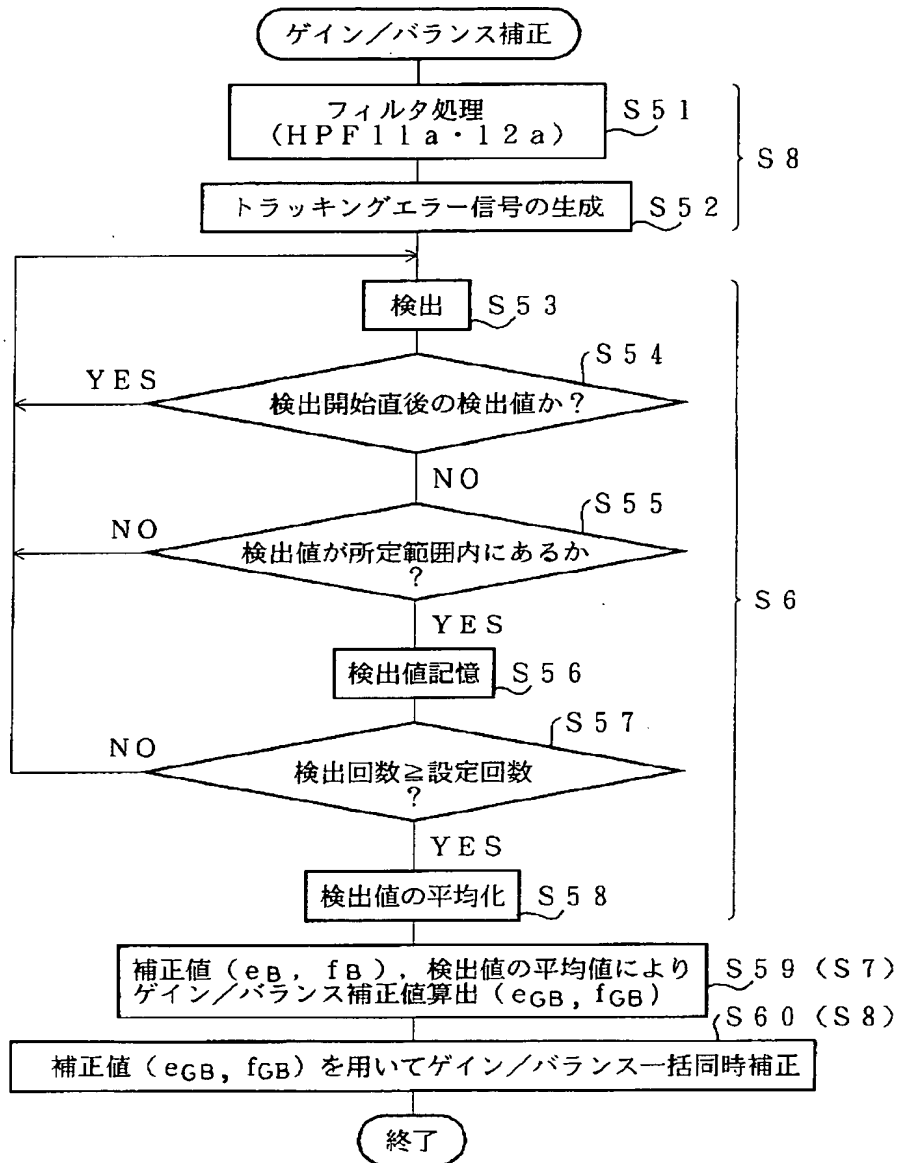 ゲイン／バランス補正
フィルタ処理
（HPF11a・12a）
S51
S8
トラッキングエラー信号の生成
S52
検出
S53
S54
YES
検出開始直後の検出値か？
NO
S55
NO
検出値が所定範囲内にあるか
？
S6
YES
検出値記憶
S56
S57
NO
検出回数≧設定回数
？
YES
検出値の平均化
S58
補正値（eB，fB），検出値の平均値により
ゲイン／バランス補正値算出（eGB，fGB）
S59（S7）
S60（S8）
補正値（eGB，fGB）を用いてゲイン／バランス一括同時補正
終了